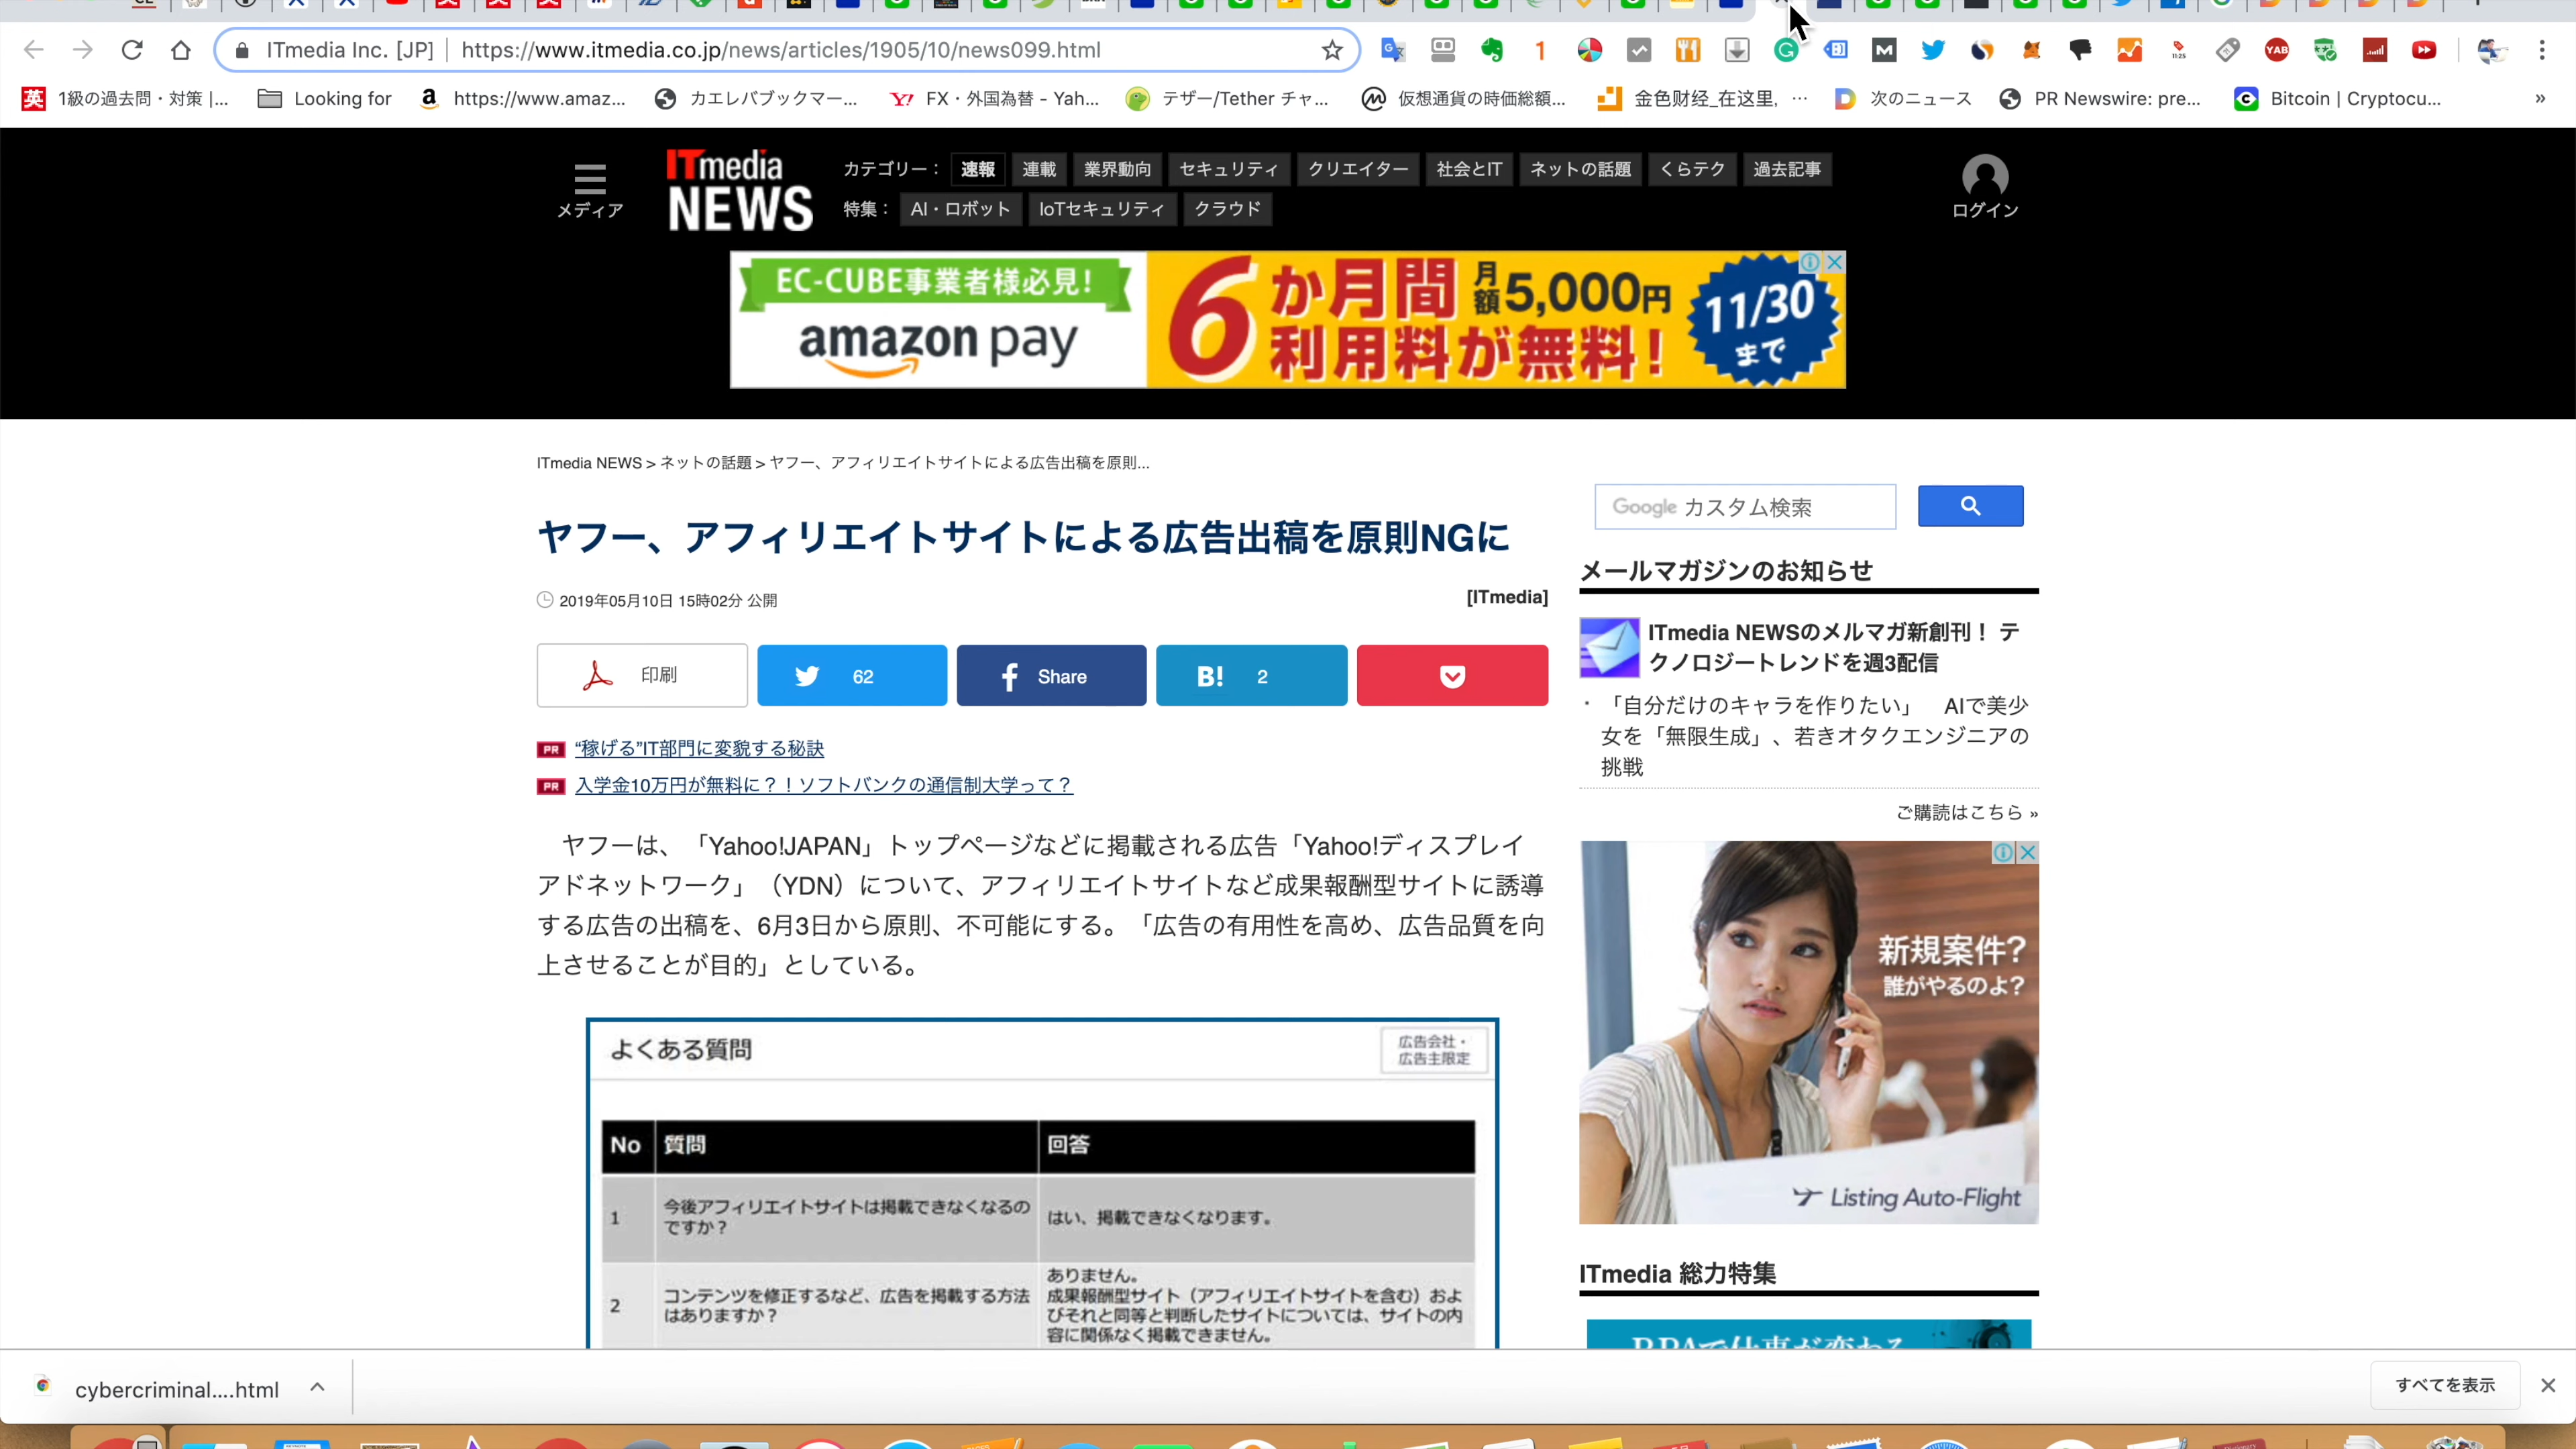 ITmedia Inc. [JP] | https://www.itmedia.co.jp/news/articles/1905/10/news099.html
1級の過去問・対策 |... Looking for https://www.amaz... カエレバブックマー... FX・外国為替 - Yah... テザー/Tether チャ... 仮想通貨の時価総額... 金色财经_在这里, ... 次のニュース PR Newswire: pre... Bitcoin | Cryptocu... »
メディア
ITmedia NEWS
カテゴリー： 速報 連載 業界動向 セキュリティ クリエイター 社会とIT ネットの話題 くらテク 過去記事
特集： AI・ロボット IoTセキュリティ クラウド
ログイン
EC-CUBE事業者様必見！
amazon pay
6か月間 月額5,000円
利用料が無料！
11/30
まで
ITmedia NEWS > ネットの話題 > ヤフー、アフィリエイトサイトによる広告出稿を原則...
ヤフー、アフィリエイトサイトによる広告出稿を原則NGに
2019年05月10日 15時02分 公開
[ITmedia]
印刷 62 Share B! 2
PR “稼げる”IT部門に変貌する秘訣
PR 入学金10万円が無料に？！ソフトバンクの通信制大学って？
ヤフーは、「Yahoo!JAPAN」トップページなどに掲載される広告「Yahoo!ディスプレイ
アドネットワーク」（YDN）について、アフィリエイトサイトなど成果報酬型サイトに誘導
する広告の出稿を、6月3日から原則、不可能にする。「広告の有用性を高め、広告品質を向
上させることが目的」としている。
よくある質問
広告会社・
広告主限定
No 質問 回答
1 今後アフィリエイトサイトは掲載できなくなるの
ですか？
はい、掲載できなくなります。
2 コンテンツを修正するなど、広告を掲載する方法
はありますか？
ありません。
成果報酬型サイト（アフィリエイトサイトを含む）およ
びそれと同等と判断したサイトについては、サイトの内
容に関係なく掲載できません。
Google カスタム検索
メールマガジンのお知らせ
ITmedia NEWSのメルマガ新創刊！ テ
クノロジートレンドを週3配信
・「自分だけのキャラを作りたい」 AIで美少
女を「無限生成」、若きオタクエンジニアの
挑戦
ご購読はこちら »
新規案件?
誰がやるのよ?
Listing Auto-Flight
ITmedia 総力特集
RPAで仕事が変わる
cybercriminal....html
すべてを表示